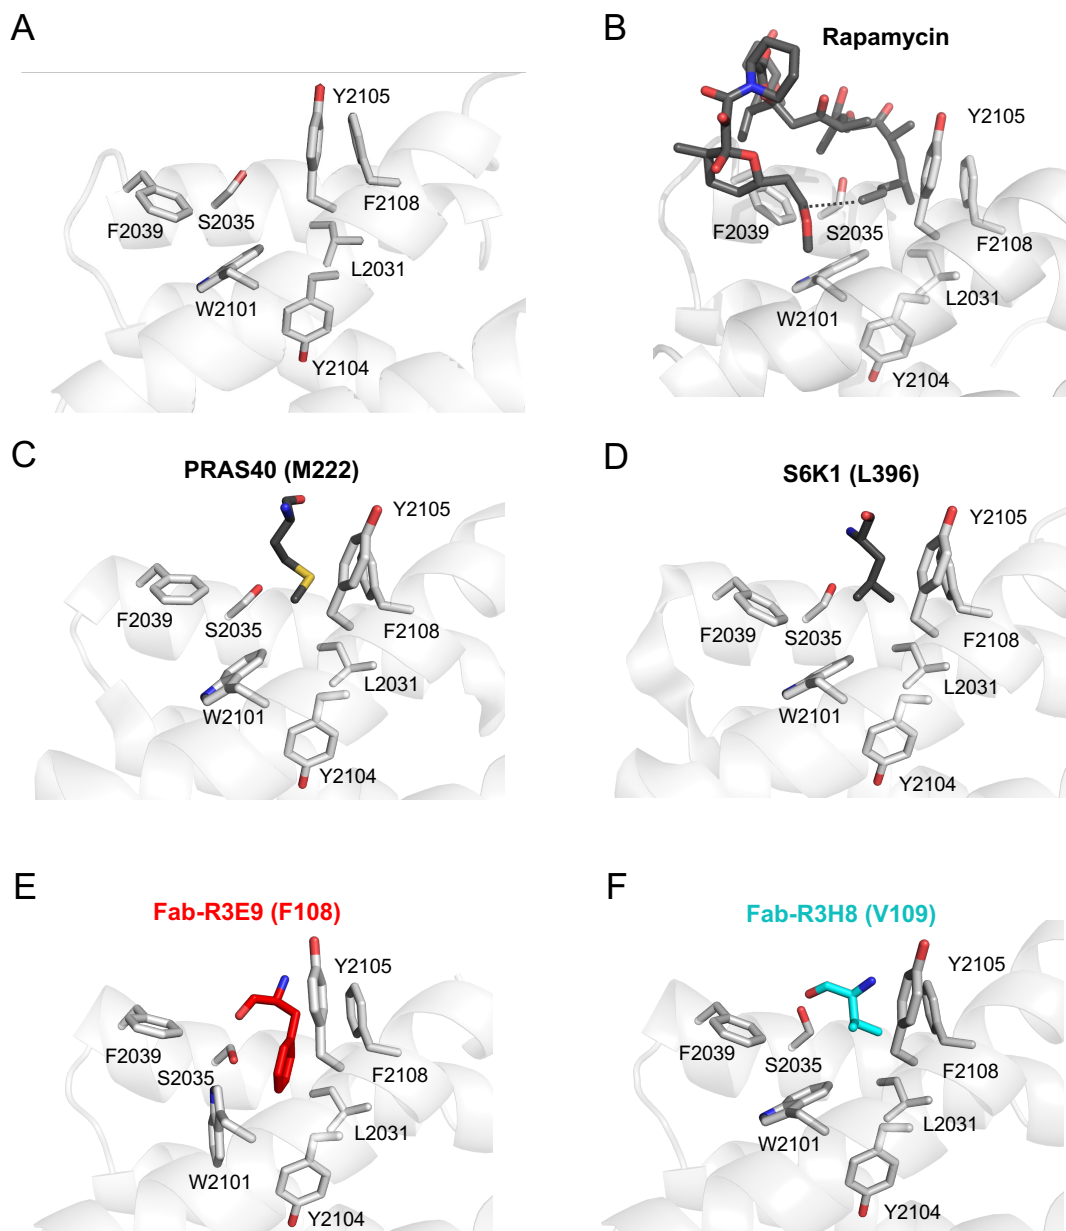 A
Y2105
F2039
S2035
F2108
L2031
W2101
Y2104
B
Rapamycin
Y2105
F2039
S2035
F2108
L2031
W2101
Y2104
C
PRAS40 (M222)
Y2105
F2039
S2035
F2108
L2031
W2101
Y2104
D
S6K1 (L396)
Y2105
F2039
S2035
F2108
L2031
W2101
Y2104
E
Fab-R3E9 (F108)
Y2105
F2039
S2035
F2108
L2031
W2101
Y2104
F
Fab-R3H8 (V109)
Y2105
F2039
S2035
F2108
L2031
W2101
Y2104